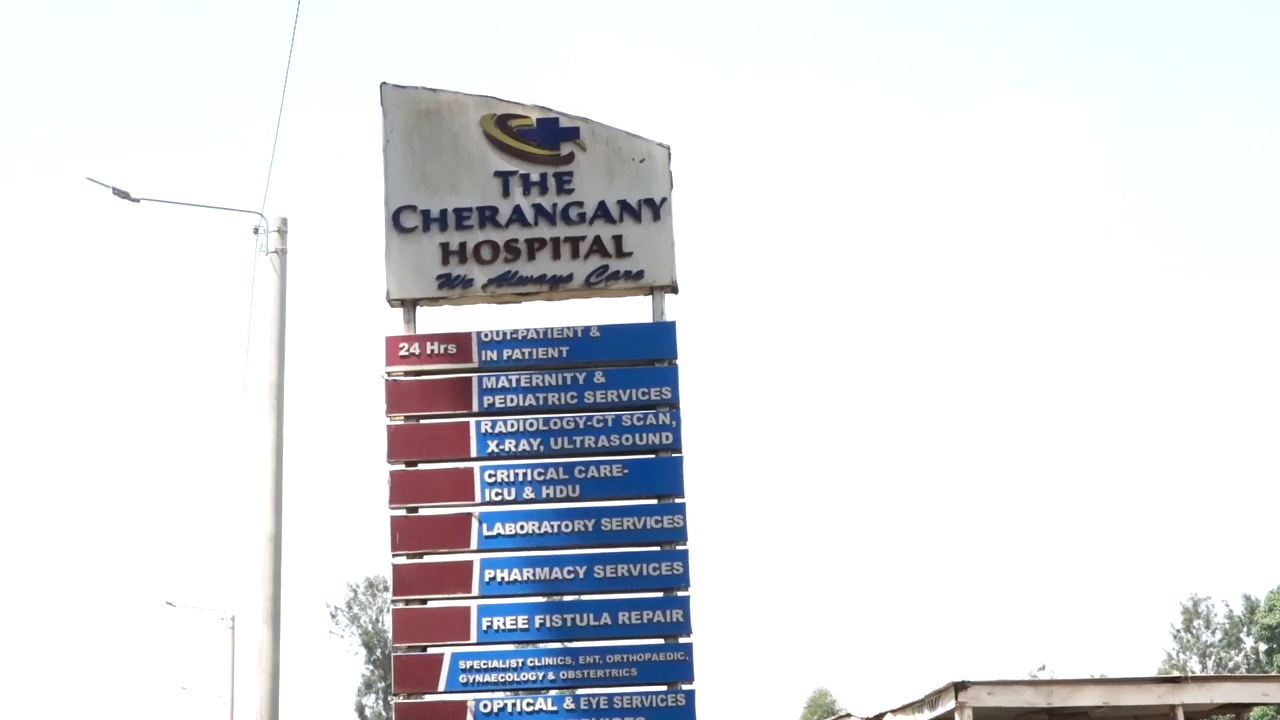 THE
CHERANGANY
HOSPITAL
We Always Care
24 Hrs
OUT-PATIENT &
IN PATIENT
MATERNITY &
PEDIATRIC SERVICES
RADIOLOGY-CT SCAN,
X-RAY, ULTRASOUND
CRITICAL CARE-
ICU & HDU
LABORATORY SERVICES
PHARMACY SERVICES
FREE FISTULA REPAIR
SPECIALIST CLINICS, ENT, ORTHOPAEDIC,
GYNAECOLOGY & OBSTERTRICS
OPTICAL & EYE SERVICES